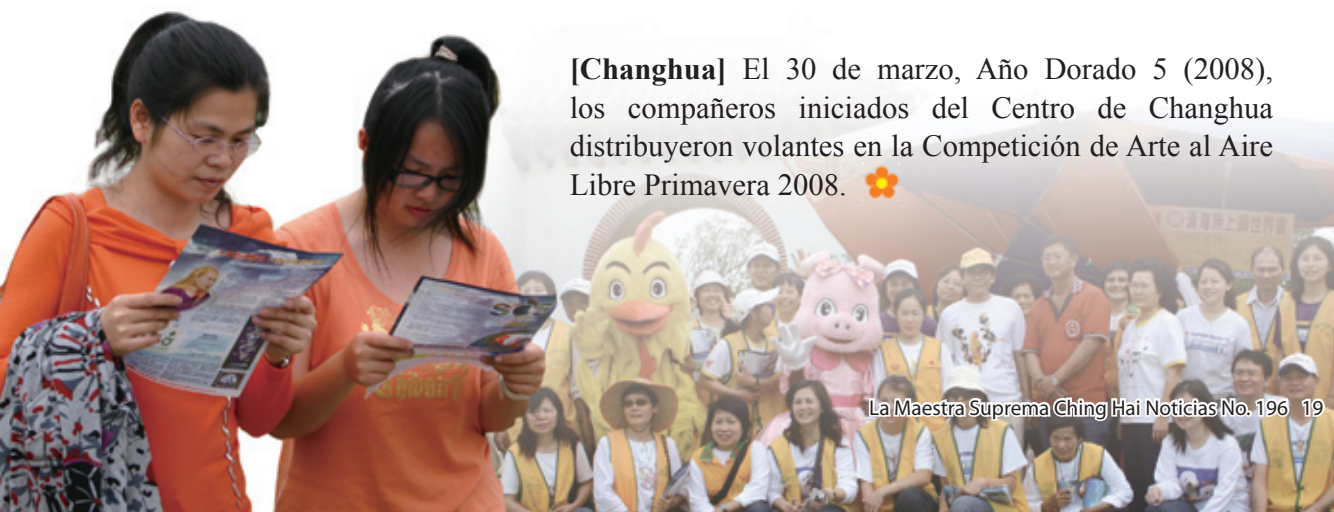 [Changhua] El 30 de marzo, Año Dorado 5 (2008),
los compañeros iniciados del Centro de Changhua
distribuyeron volantes en la Competición de Arte al Aire
Libre Primavera 2008.
La Maestra Suprema Ching Hai Noticias No. 196 19